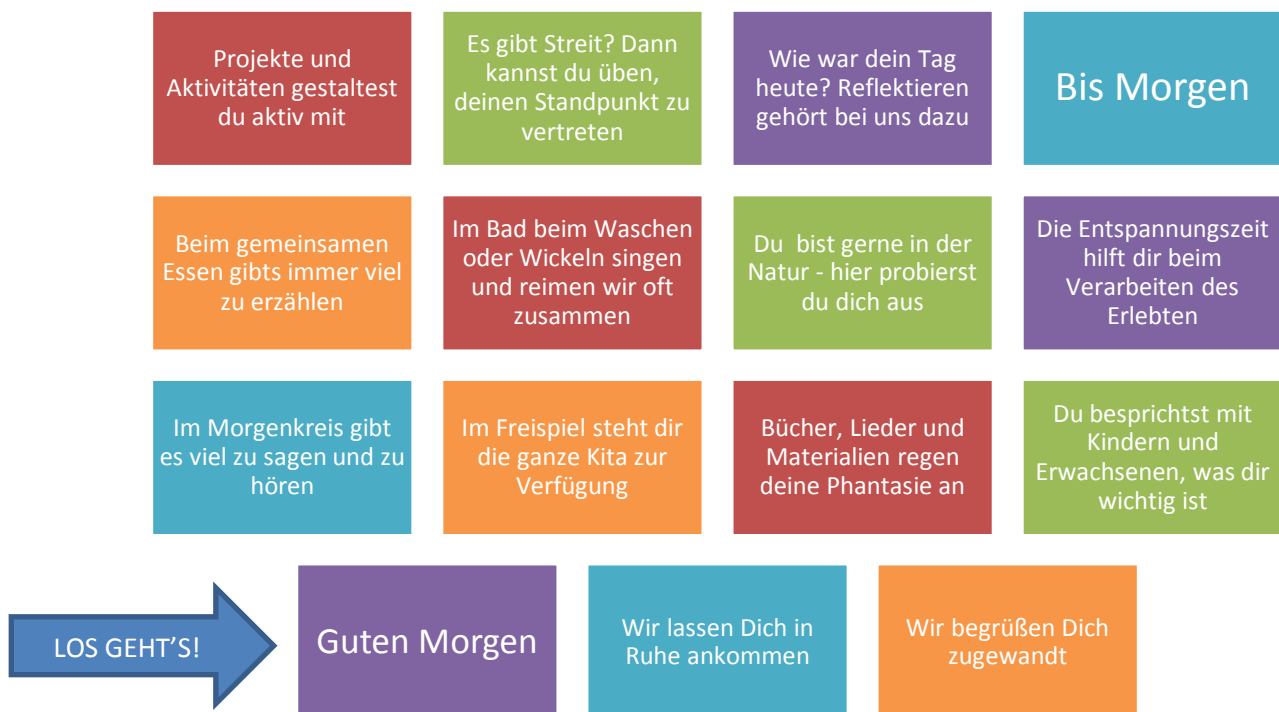 Projekte und
Aktivitäten gestaltest
du aktiv mit
Es gibt Streit? Dann
kannst du üben,
deinen Standpunkt zu
vertreten
Wie war dein Tag
heute? Reflektieren
gehört bei uns dazu
Bis Morgen
Beim gemeinsamen
Essen gibts immer viel
zu erzählen
Im Bad beim Waschen
oder Wickeln singen
und reimen wir oft
zusammen
Du bist gerne in der
Natur - hier probierst
du dich aus
Die Entspannungszeit
hilft dir beim
Verarbeiten des
Erlebten
Im Morgenkreis gibt
es viel zu sagen und zu
hören
Im Freispiel steht dir
die ganze Kita zur
Verfügung
Bücher, Lieder und
Materialien regen
deine Phantasie an
Du besprichtst mit
Kindern und
Erwachsenen, was dir
wichtig ist
LOS GEHT'S!
Guten Morgen
Wir lassen Dich in
Ruhe ankommen
Wir begrüßen Dich
zugewandt